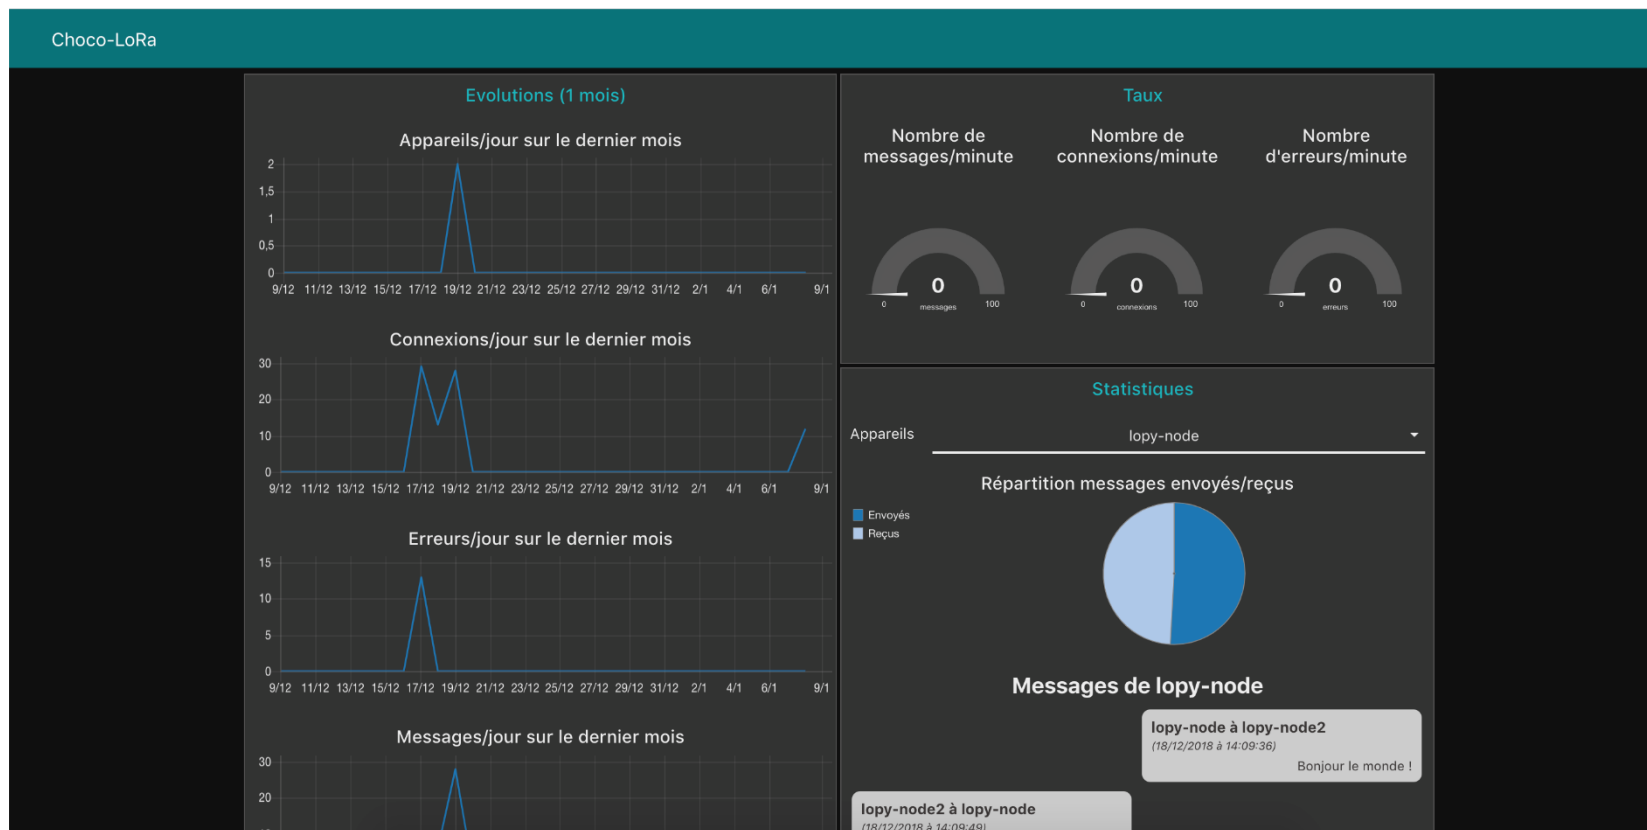 Choco-LoRa
Evolutions (1 mois)
Appareils/jour sur le dernier mois
2
1,5
1
0,5
0
9/12 11/12 13/12 15/12 17/12 19/12 21/12 23/12 25/12 27/12 29/12 31/12 2/1 4/1 6/1 9/1
Connexions/jour sur le dernier mois
30
20
10
0
9/12 11/12 13/12 15/12 17/12 19/12 21/12 23/12 25/12 27/12 29/12 31/12 2/1 4/1 6/1 9/1
Erreurs/jour sur le dernier mois
15
10
5
0
9/12 11/12 13/12 15/12 17/12 19/12 21/12 23/12 25/12 27/12 29/12 31/12 2/1 4/1 6/1 9/1
Messages/jour sur le dernier mois
30
20
Taux
Nombre de
messages/minute
0
0 messages 100
Nombre de
connexions/minute
0
0 connexions 100
Nombre
d'erreurs/minute
0
0 erreurs 100
Statistiques
Appareils lopy-node
Répartition messages envoyés/reçus
Envoyés
Reçus
Messages de lopy-node
lopy-node à lopy-node2
(18/12/2018 à 14:09:36)
Bonjour le monde !
lopy-node2 à lopy-node
(18/12/2018 à 14:09:49)